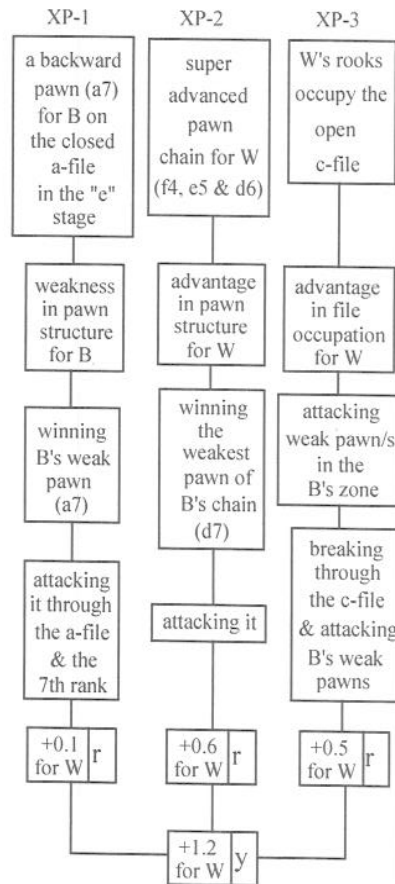 XP-1
a backward
pawn (a7)
for B on
the closed
a-file
in the "e"
stage
weakness
in pawn
structure
for B
winning
B's weak
pawn
(a7)
attacking
it through
the a-file
& the
7th rank
+0.1
for W
r
XP-2
super
advanced
pawn
chain for W
(f4, e5 & d6)
advantage
in pawn
structure
for W
winning
the
weakest
pawn of
B's chain
(d7)
attacking it
+0.6
for W
r
XP-3
W's rooks
occupy the
open
c-file
advantage
in file
occupation
for W
attacking
weak pawn/s
in the
B's zone
breaking
through
the c-file
& attacking
B's weak
pawns
+0.5
for W
r
+1.2
for W
y